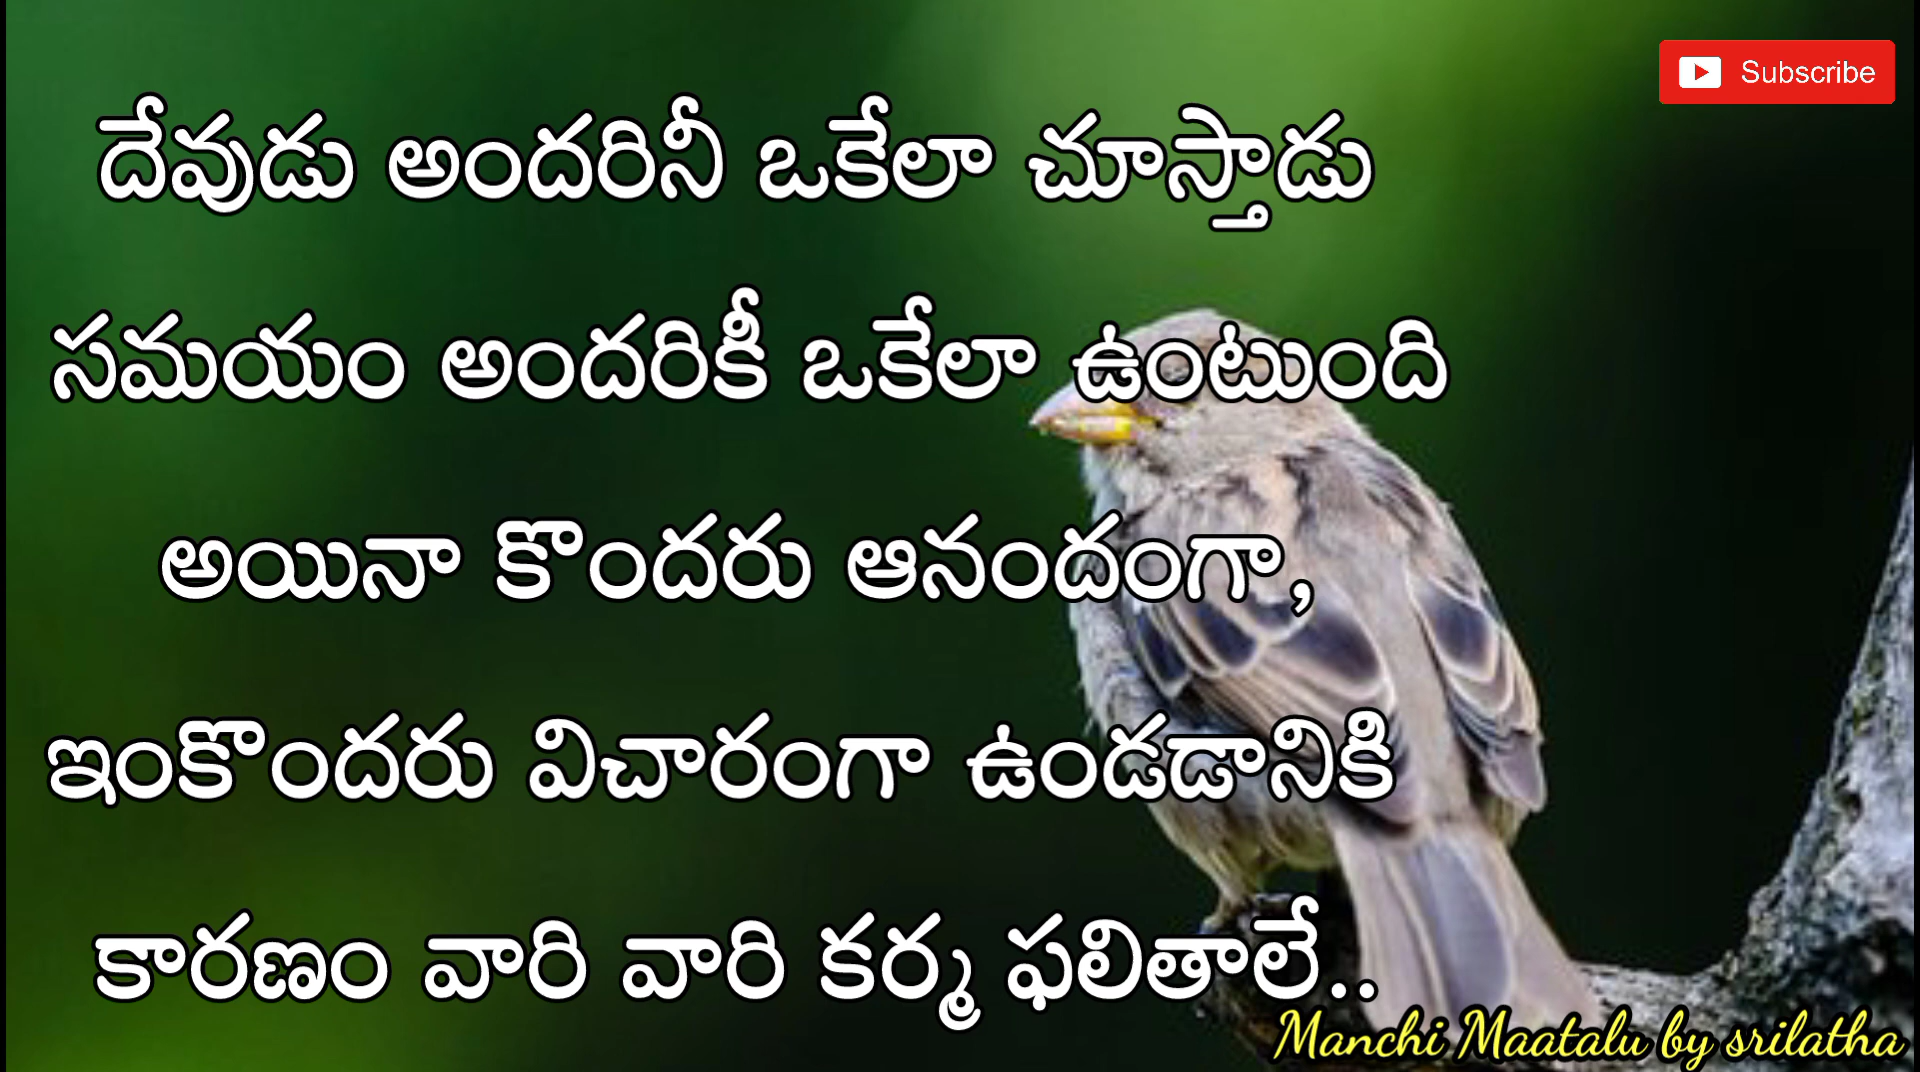 Subscribe
దేవుడు అందరినీ ఒకేలా చూస్తాడు
సమయం అందరికీ ఒకేలా ఉంటుంది
అయినా కొందరు ఆనందంగా,
ఇంకొందరు విచారంగా ఉండడానికి
కారణం వారి వారి కర్మ ఫలితాలే..
Manchi Maatalu by srilatha